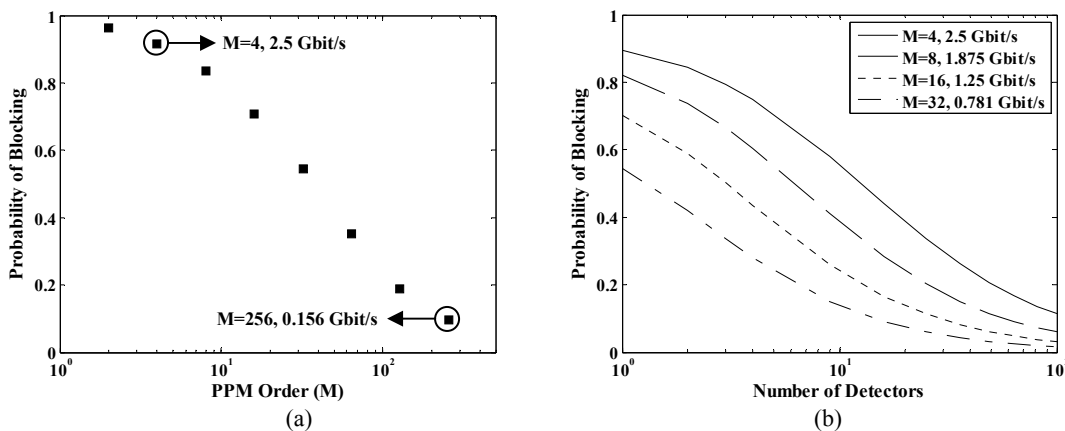 1
0.8
0.6
0.4
0.2
0
Probability of Blocking
M=4, 2.5 Gbit/s
M=256, 0.156 Gbit/s
10^0
10^1
10^2
PPM Order (M)
(a)
1
0.8
0.6
0.4
0.2
0
Probability of Blocking
M=4, 2.5 Gbit/s
M=8, 1.875 Gbit/s
M=16, 1.25 Gbit/s
M=32, 0.781 Gbit/s
10^0
10^1
Number of Detectors
(b)